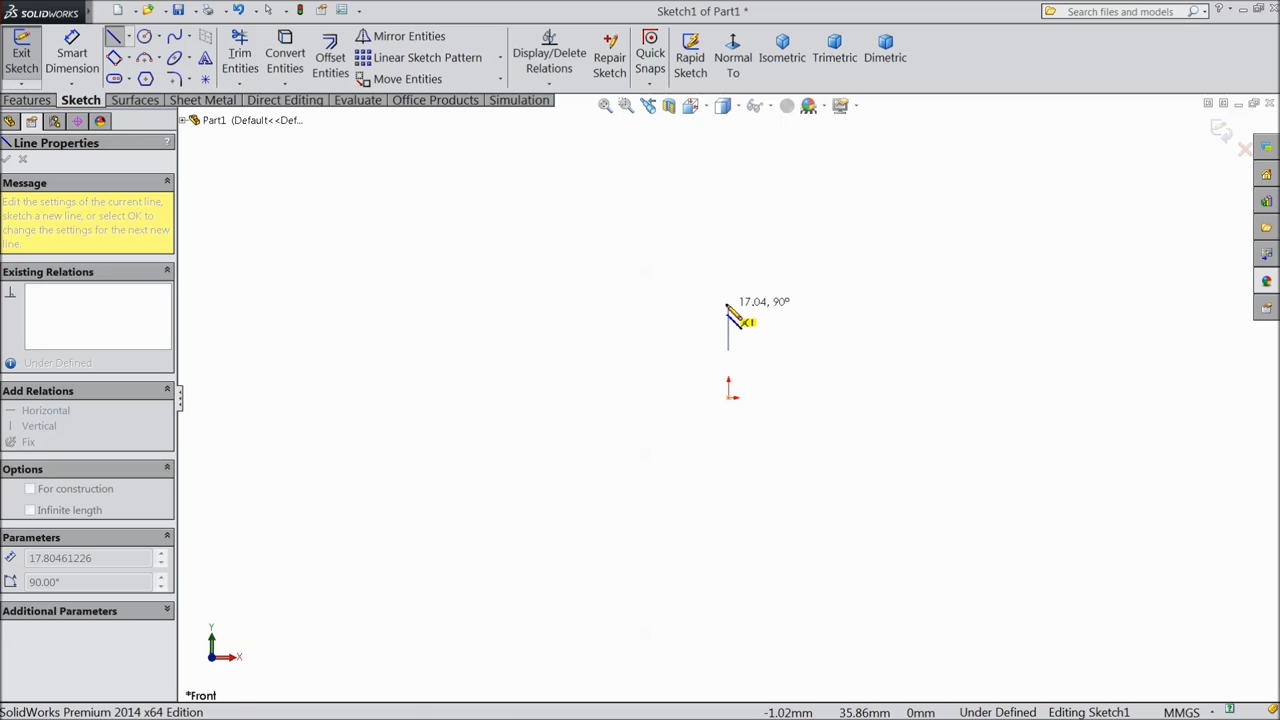 SOLIDWORKS
Sketch1 of Part1 *
Search files and models
Exit Sketch
Smart Dimension
Trim Entities
Convert Entities
Offset Entities
Mirror Entities
Linear Sketch Pattern
Move Entities
Display/Delete Relations
Repair Sketch
Quick Snaps
Rapid Sketch
Normal To
Isometric
Trimetric
Dimetric
Features
Sketch
Surfaces
Sheet Metal
Direct Editing
Evaluate
Office Products
Simulation
Part1 (Default<<Def...
Line Properties
?
Message
Edit the settings of the current line,
sketch a new line, or select OK to
change the settings for the next new
line.
Existing Relations
Under Defined
Add Relations
Horizontal
Vertical
Fix
Options
For construction
Infinite length
Parameters
17.80461226
90.00°
Additional Parameters
17.04, 90°
Y
X
*Front
SolidWorks Premium 2014 x64 Edition
-1.02mm
35.86mm
0mm
Under Defined
Editing Sketch1
MMGS